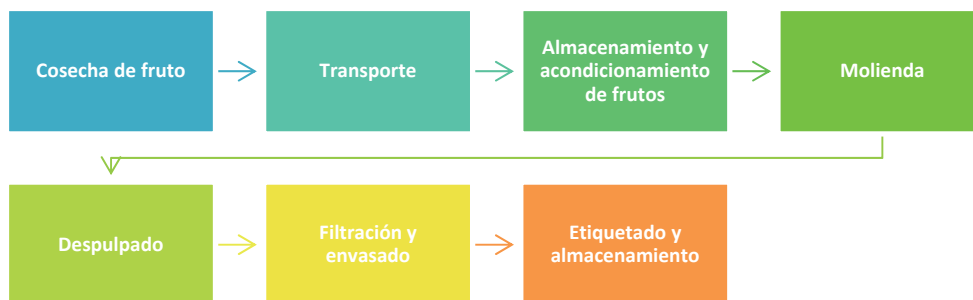 Cosecha de fruto
Transporte
Almacenamiento y
acondicionamiento
de frutos
Molienda
Despulpado
Filtración y
envasado
Etiquetado y
almacenamiento